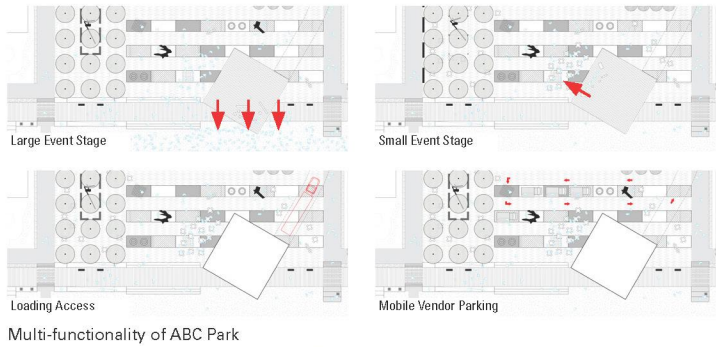 Large Event Stage
Small Event Stage
Loading Access
Mobile Vendor Parking
Multi-functionality of ABC Park